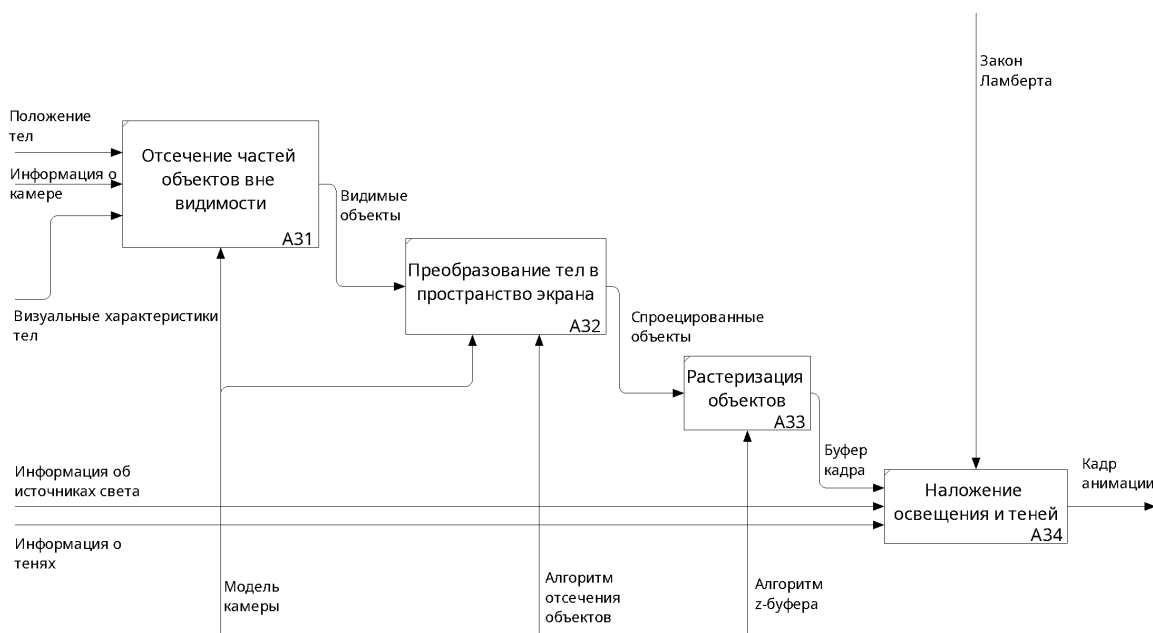 Закон
Ламберта
Положение
тел
Информация о
камере
Отсечение частей
объектов вне
видимости
A31
Видимые
объекты
Преобразование тел в
пространство экрана
A32
Визуальные характеристики
тел
Спроецированные
объекты
Растеризация
объектов
A33
Буфер
кадра
Информация об
источниках света
Наложение
освещения и теней
A34
Кадр
анимации
Информация о
тенях
Модель
камеры
Алгоритм
отсечения
объектов
Алгоритм
z-буфера